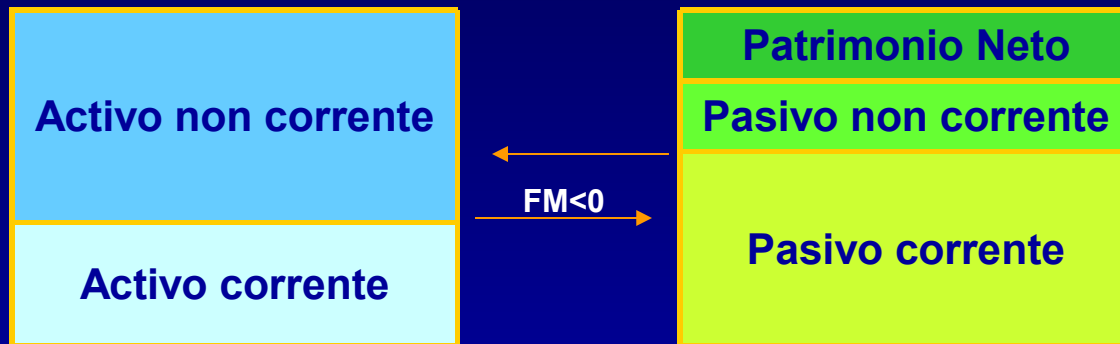 Activo non corrente
Activo corrente
FM<0
Patrimonio Neto
Pasivo non corrente
Pasivo corrente